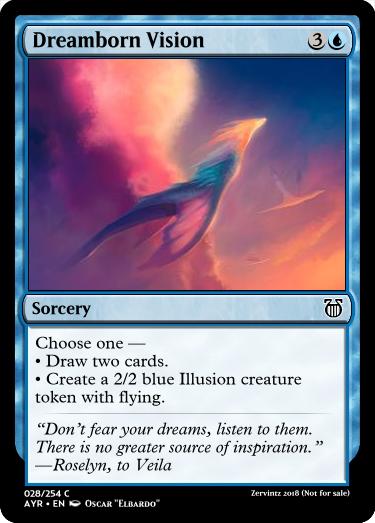 Dreamborn Vision 3
Sorcery
Choose one —
• Draw two cards.
• Create a 2/2 blue Illusion creature
token with flying.
“Don’t fear your dreams, listen to them.
There is no greater source of inspiration.”
—Roselyn, to Veila
028/254 C Zervintz 2018 (Not for sale)
AYR • EN Oscar "Elbardo"